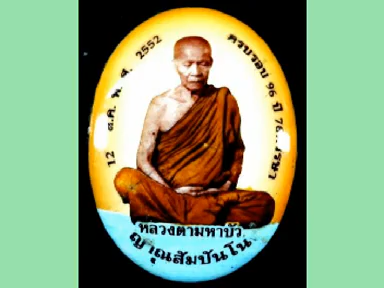 12 ส.ค. พ.ศ. 2552
ครบรอบ 96 ปี 76
หลวงตามหาบัว
ญาณสัมปันโน